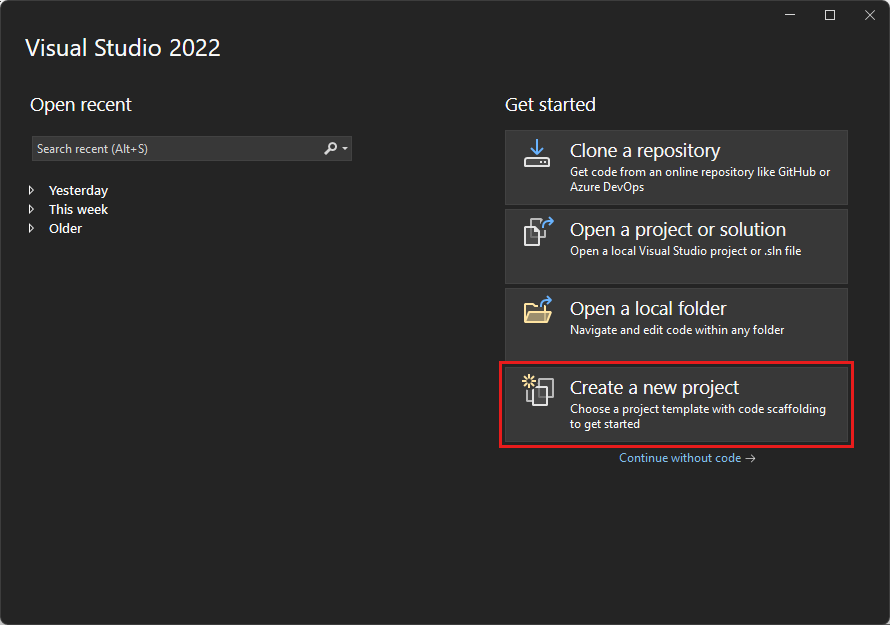 Visual Studio 2022
Open recent
Search recent (Alt+S)
Yesterday
This week
Older
Get started
Clone a repository
Get code from an online repository like GitHub or
Azure DevOps
Open a project or solution
Open a local Visual Studio project or .sln file
Open a local folder
Navigate and edit code within any folder
Create a new project
Choose a project template with code scaffolding
to get started
Continue without code →